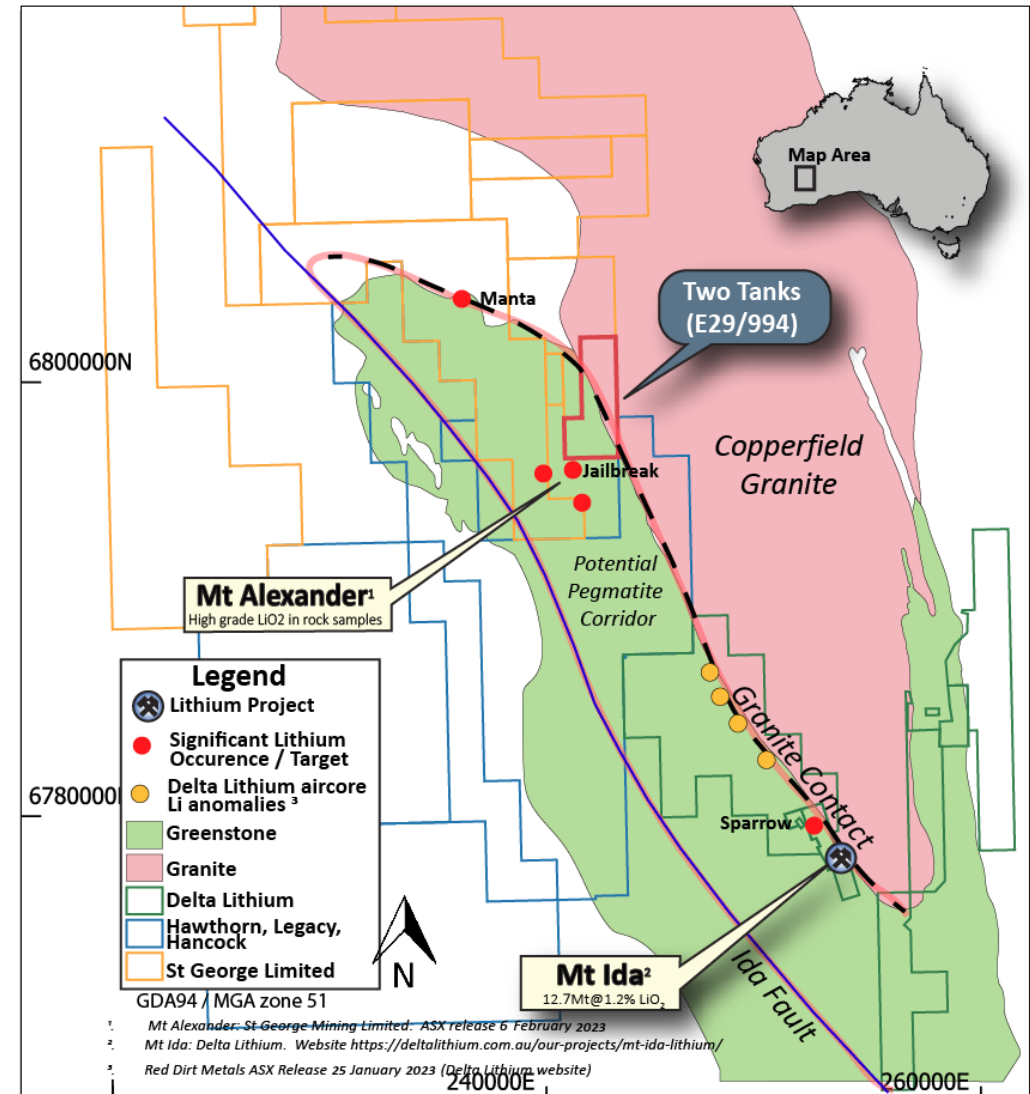 Map Area
Two Tanks
(E29/994)
Manta
6800000N
Copperfield
Granite
Jailbreak
Potential
Pegmatite
Corridor
Mt Alexander¹
High grade LiO2 in rock samples
Legend
Lithium Project
Significant Lithium
Occurence / Target
Delta Lithium aircore
Li anomalies ³
Greenstone
Granite
Delta Lithium
Hawthorn, Legacy,
Hancock
St George Limited
6780000
Granite Contact
Sparrow
Mt Ida²
12.7Mt@1.2% LiO₂
Ida Fault
N
GDA94 / MGA zone 51
¹. Mt Alexander: St George Mining Limited: ASX release 6 February 2023
². Mt Ida: Delta Lithium. Website https://deltalithium.com.au/our-projects/mt-ida-lithium/
³. Red Dirt Metals ASX Release 25 January 2023 (Delta Lithium website)
240000E
260000E